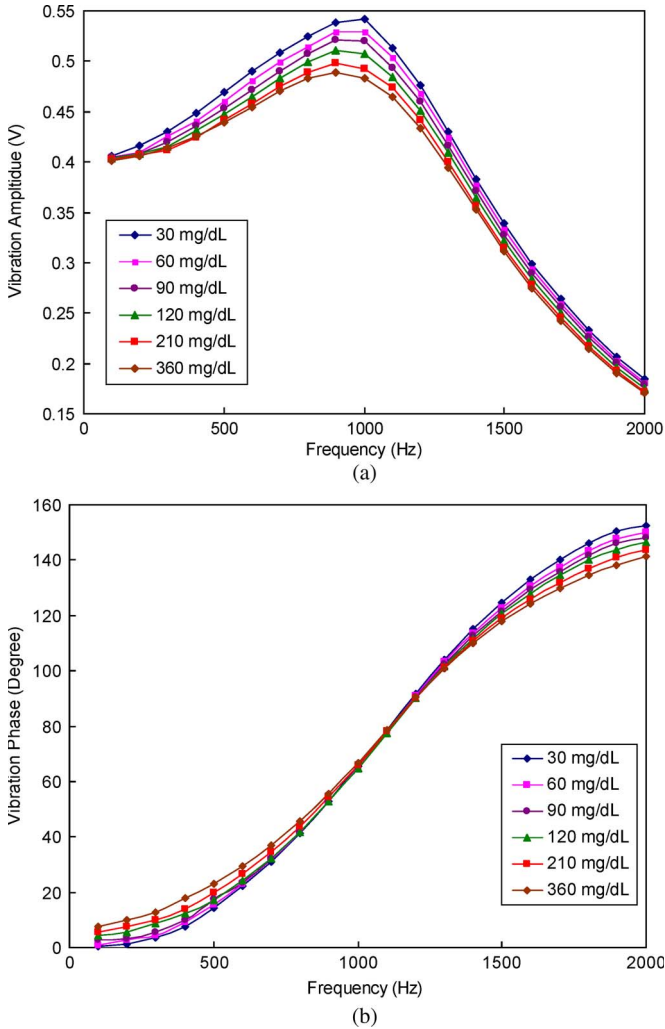 0.55
0.5
0.45
0.4
0.35
0.3
0.25
0.2
0.15
Vibration Ampltidue (V)
30 mg/dL
60 mg/dL
90 mg/dL
120 mg/dL
210 mg/dL
360 mg/dL
0 500 1000 1500 2000
Frequency (Hz)
(a)
160
140
120
100
80
60
40
20
0
Vibration Phase (Degree)
30 mg/dL
60 mg/dL
90 mg/dL
120 mg/dL
210 mg/dL
360 mg/dL
0 500 1000 1500 2000
Frequency (Hz)
(b)